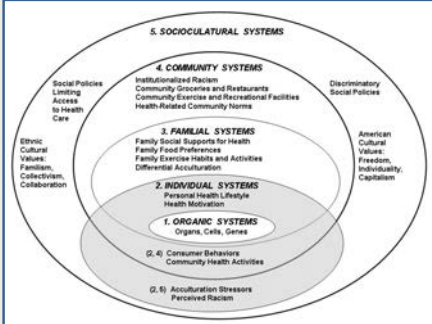 5. SOCIOCULATURAL SYSTEMS
4. COMMUNITY SYSTEMS
Institutionalized Racism
Community Groceries and Restaurants
Community Exercise and Recreational Facilities
Health-Related Community Norms
Social Policies
Limiting
Access
to Health
Care
Discriminatory
Social Policies
3. FAMILIAL SYSTEMS
Family Social Supports for Health
Family Food Preferences
Family Exercise Habits and Activities
Differential Acculturation
Ethnic
Cultural
Values:
Familism,
Collectivism,
Collaboration
American
Cultural
Values:
Freedom,
Individuality,
Capitalism
2. INDIVIDUAL SYSTEMS
Personal Health Lifestyle
Health Motivation
1. ORGANIC SYSTEMS
Organs, Cells, Genes
(2, 4) Consumer Behaviors
Community Health Activities
(2, 5) Acculturation Stressors
Perceived Racism